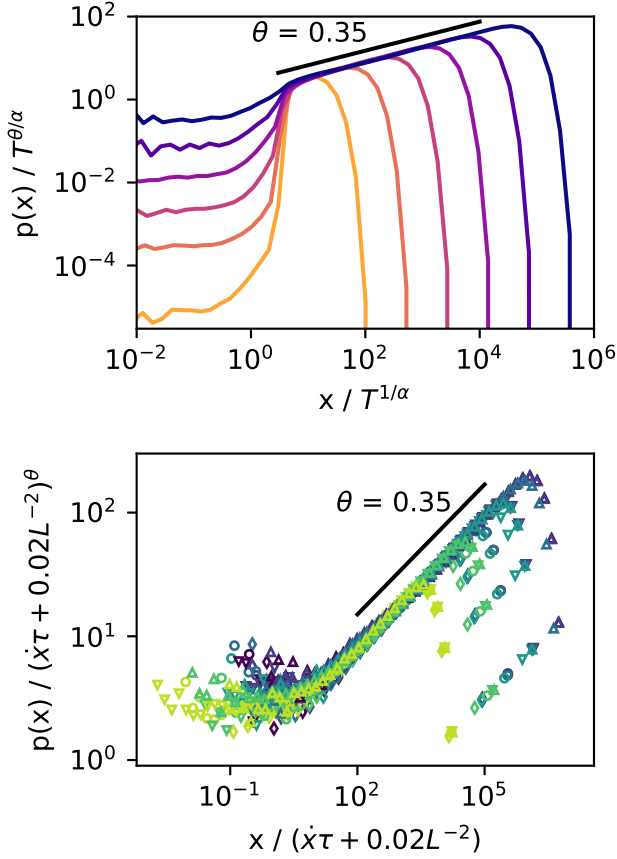 p(x) / T^{θ/α}
10^2
10^0
10^{-2}
10^{-4}
θ = 0.35
10^{-2} 10^0 10^2 10^4 10^6
x / T^{1/α}
p(x) / (ẋτ + 0.02L^{-2})^θ
10^2
10^1
10^0
θ = 0.35
10^{-1} 10^2 10^5
x / (ẋτ + 0.02L^{-2})